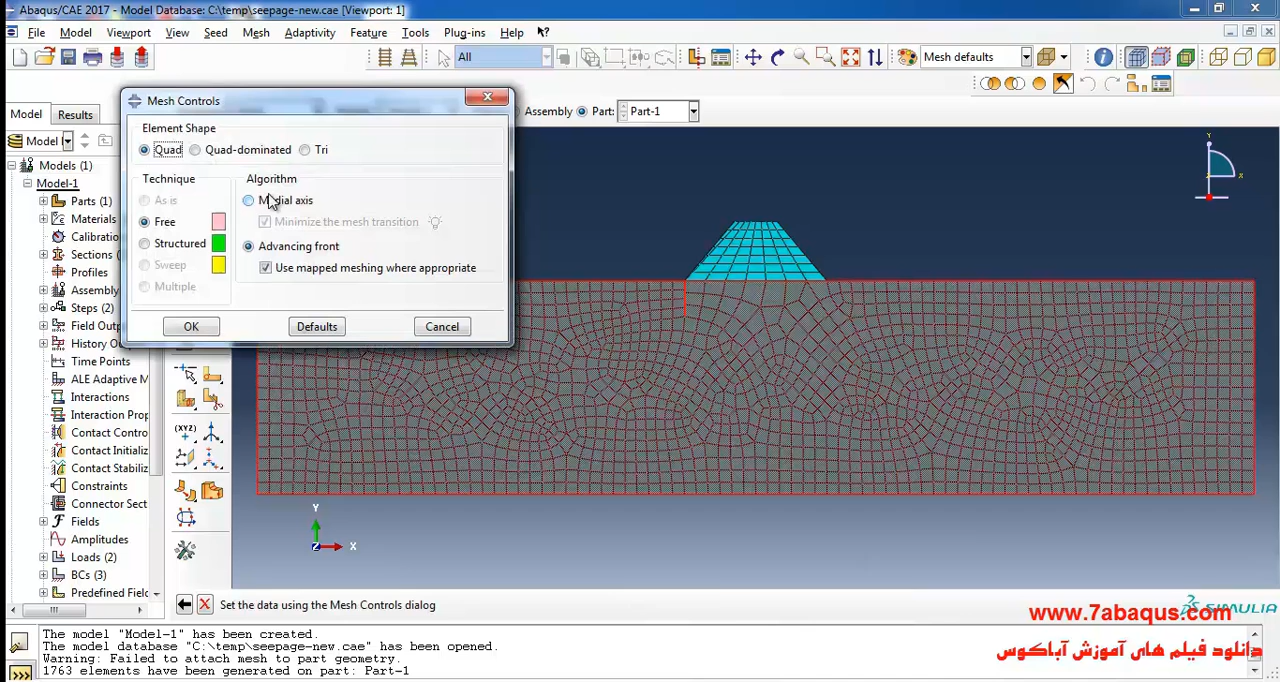 Abaqus/CAE 2017 - Model Database: C:\temp\seepage-new.cae [Viewport: 1]
File Model Viewport View Seed Mesh Adaptivity Feature Tools Plug-ins Help
All
Mesh defaults
Mesh Controls
Assembly Part: Part-1
Model Results
Element Shape
Quad Quad-dominated Tri
Technique
As is
Free
Structured
Sweep
Multiple
Algorithm
Medial axis
Minimize the mesh transition
Advancing front
Use mapped meshing where appropriate
OK Defaults Cancel
Model
Models (1)
Model-1
Parts (1)
Materials
Calibratio
Sections
Profiles
Assembly
Steps (2)
Field Outp
History Ou
Time Points
ALE Adaptive M
Interactions
Interaction Prop
Contact Contro
Contact Initializ
Contact Stabiliz
Constraints
Connector Sect
Fields
Amplitudes
Loads (2)
BCs (3)
Predefined Field
(XYZ)
Y
X
Y
Z
X
Set the data using the Mesh Controls dialog
SIMULIA
www.7abaqus.com
دانلود فیلم های آموزش آباکوس
The model "Model-1" has been created.
The model database "C:\temp\seepage-new.cae" has been opened.
Warning: Failed to attach mesh to part geometry.
1763 elements have been generated on part: Part-1
>>>